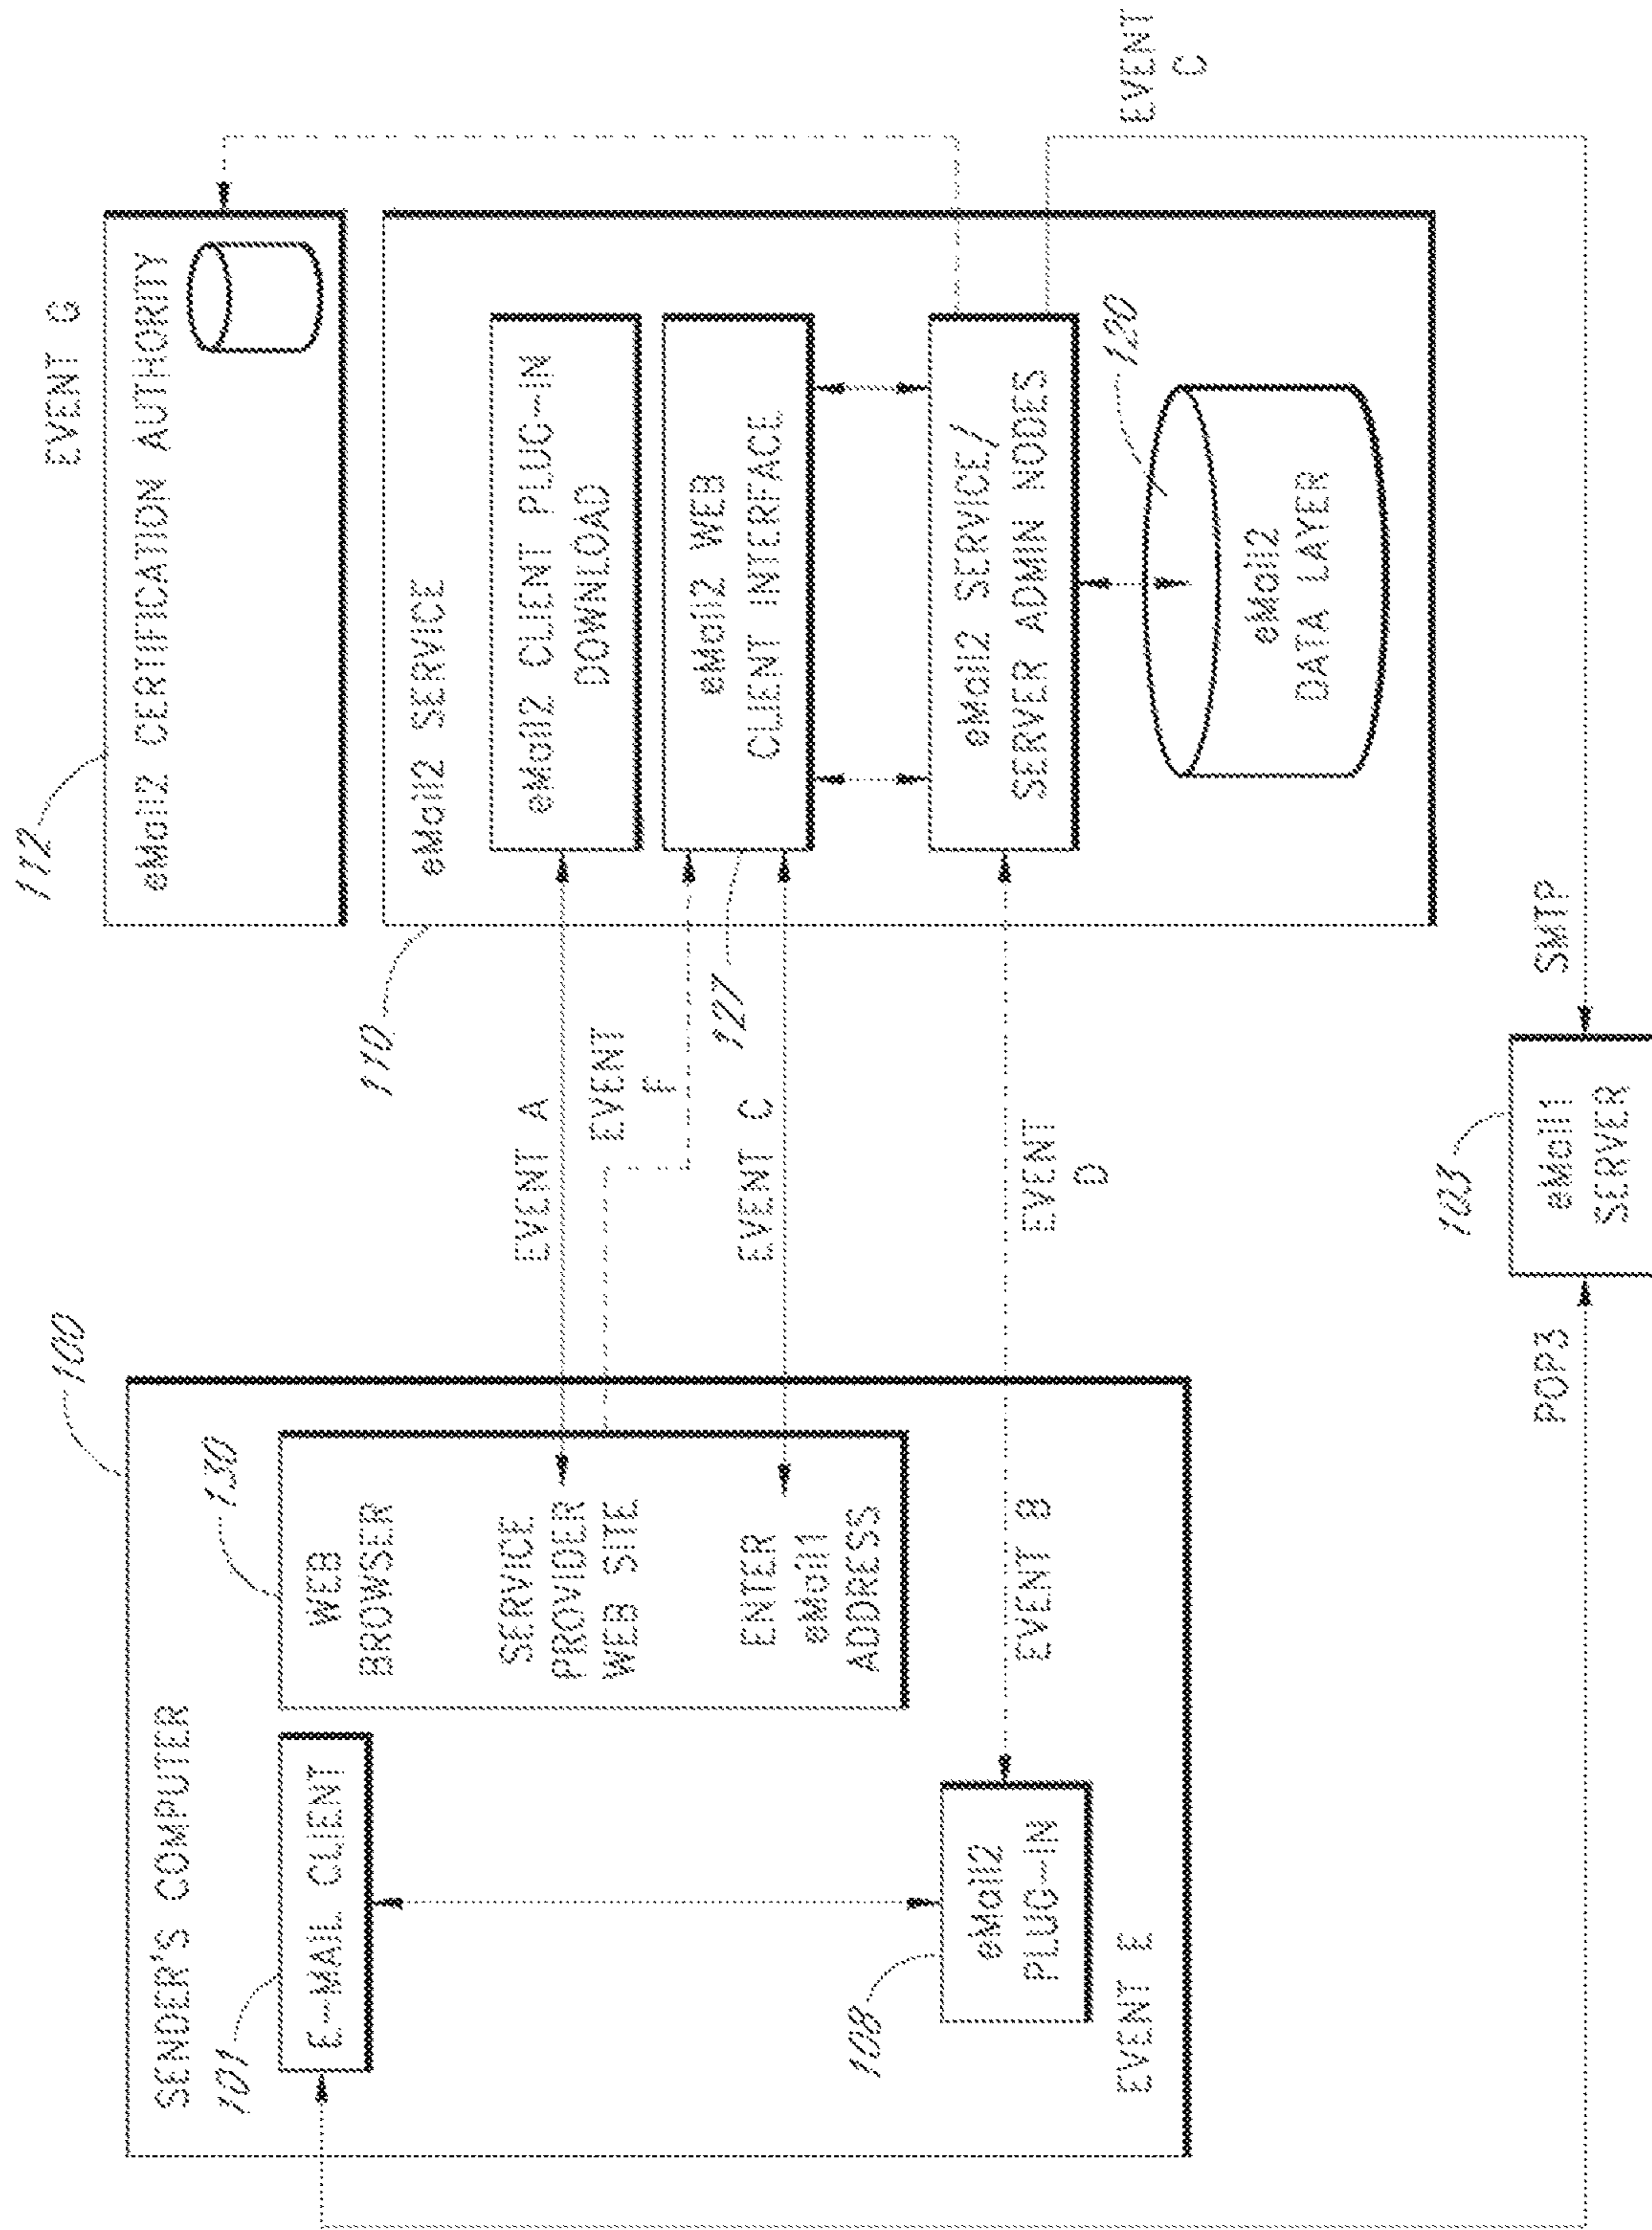 100
SENDER'S COMPUTER
101
E-MAIL CLIENT
130
WEB
BROWSER
SERVICE
PROVIDER
WEB SITE
ENTER
eMail1
ADDRESS
108
eMail2
PLUG-IN
EVENT E
EVENT B
EVENT A
EVENT
F
EVENT C
EVENT
D
112
EVENT G
eMail2 CERTIFICATION AUTHORITY
110
eMail2 SERVICE
eMail2 CLIENT PLUG-IN
DOWNLOAD
127
eMail2 WEB
CLIENT INTERFACE
eMail2 SERVICE/
SERVER ADMIN NODES
120
eMail2
DATA LAYER
EVENT
C
POP3
103
eMail1
SERVER
SMTP